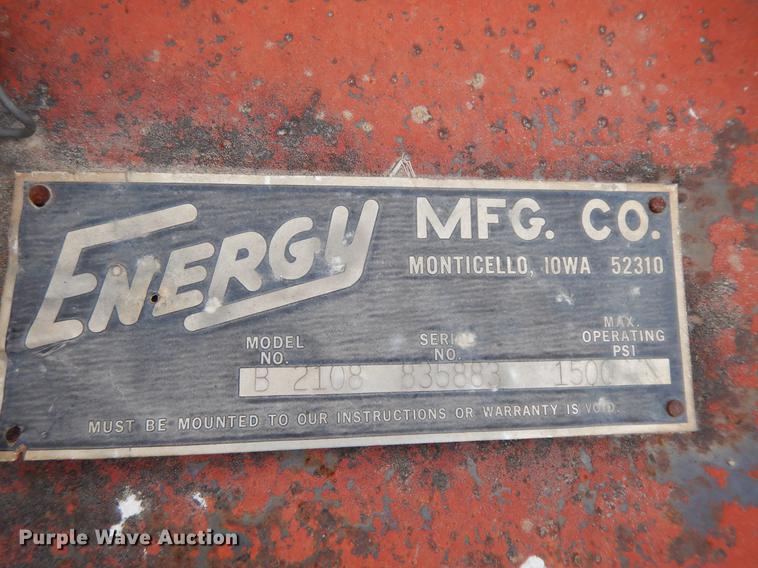 ENERGY MFG. CO.
MONTICELLO, IOWA 52310
MODEL NO.
SERIAL NO.
MAX. OPERATING PSI
B 2108 835883 1500
MUST BE MOUNTED TO OUR INSTRUCTIONS OR WARRANTY IS VOID.
Purple Wave Auction